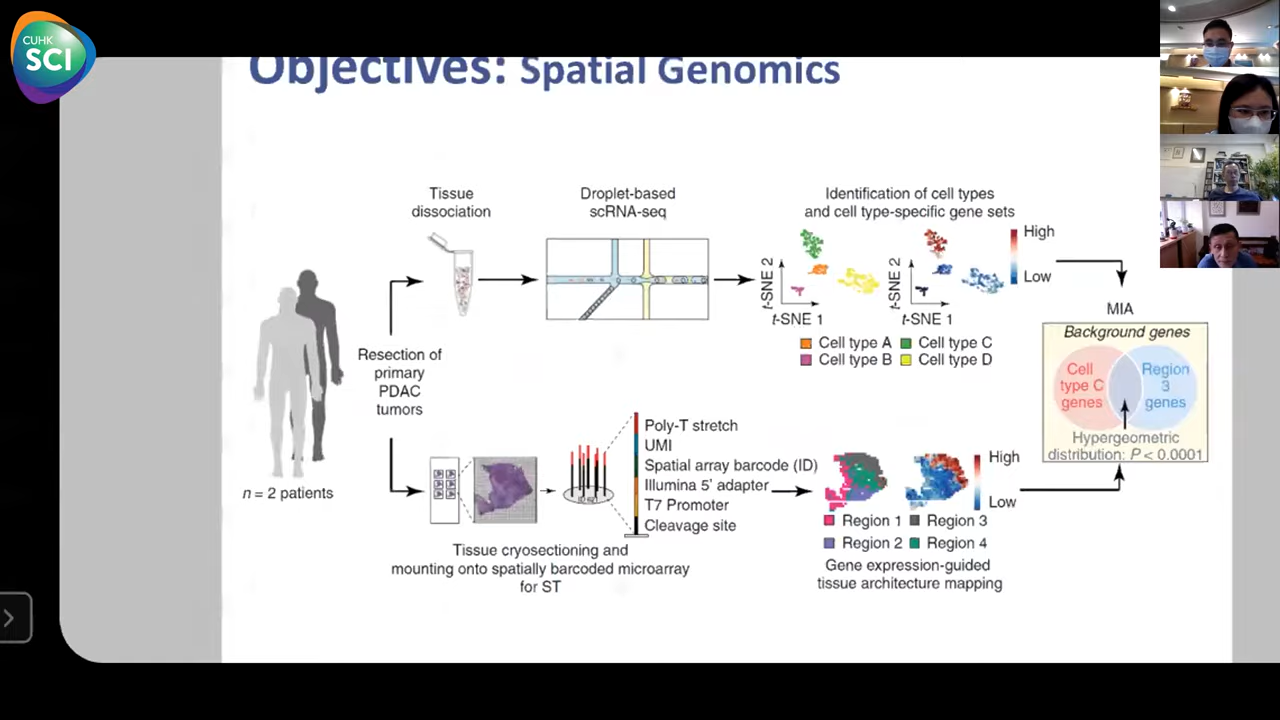 CUHK
SCI
Objectives: Spatial Genomics
Tissue
dissociation
Droplet-based
scRNA-seq
Identification of cell types
and cell type-specific gene sets
High
Low
t-SNE 2
t-SNE 1
t-SNE 2
t-SNE 1
Cell type A
Cell type C
Cell type B
Cell type D
MIA
Background genes
Cell
type C
genes
Region
3
genes
Hypergeometric
distribution: P < 0.0001
Resection of
primary
PDAC
tumors
n = 2 patients
Poly-T stretch
UMI
Spatial array barcode (ID)
Illumina 5' adapter
T7 Promoter
Cleavage site
Tissue cryosectioning and
mounting onto spatially barcoded microarray
for ST
High
Low
Region 1
Region 3
Region 2
Region 4
Gene expression-guided
tissue architecture mapping